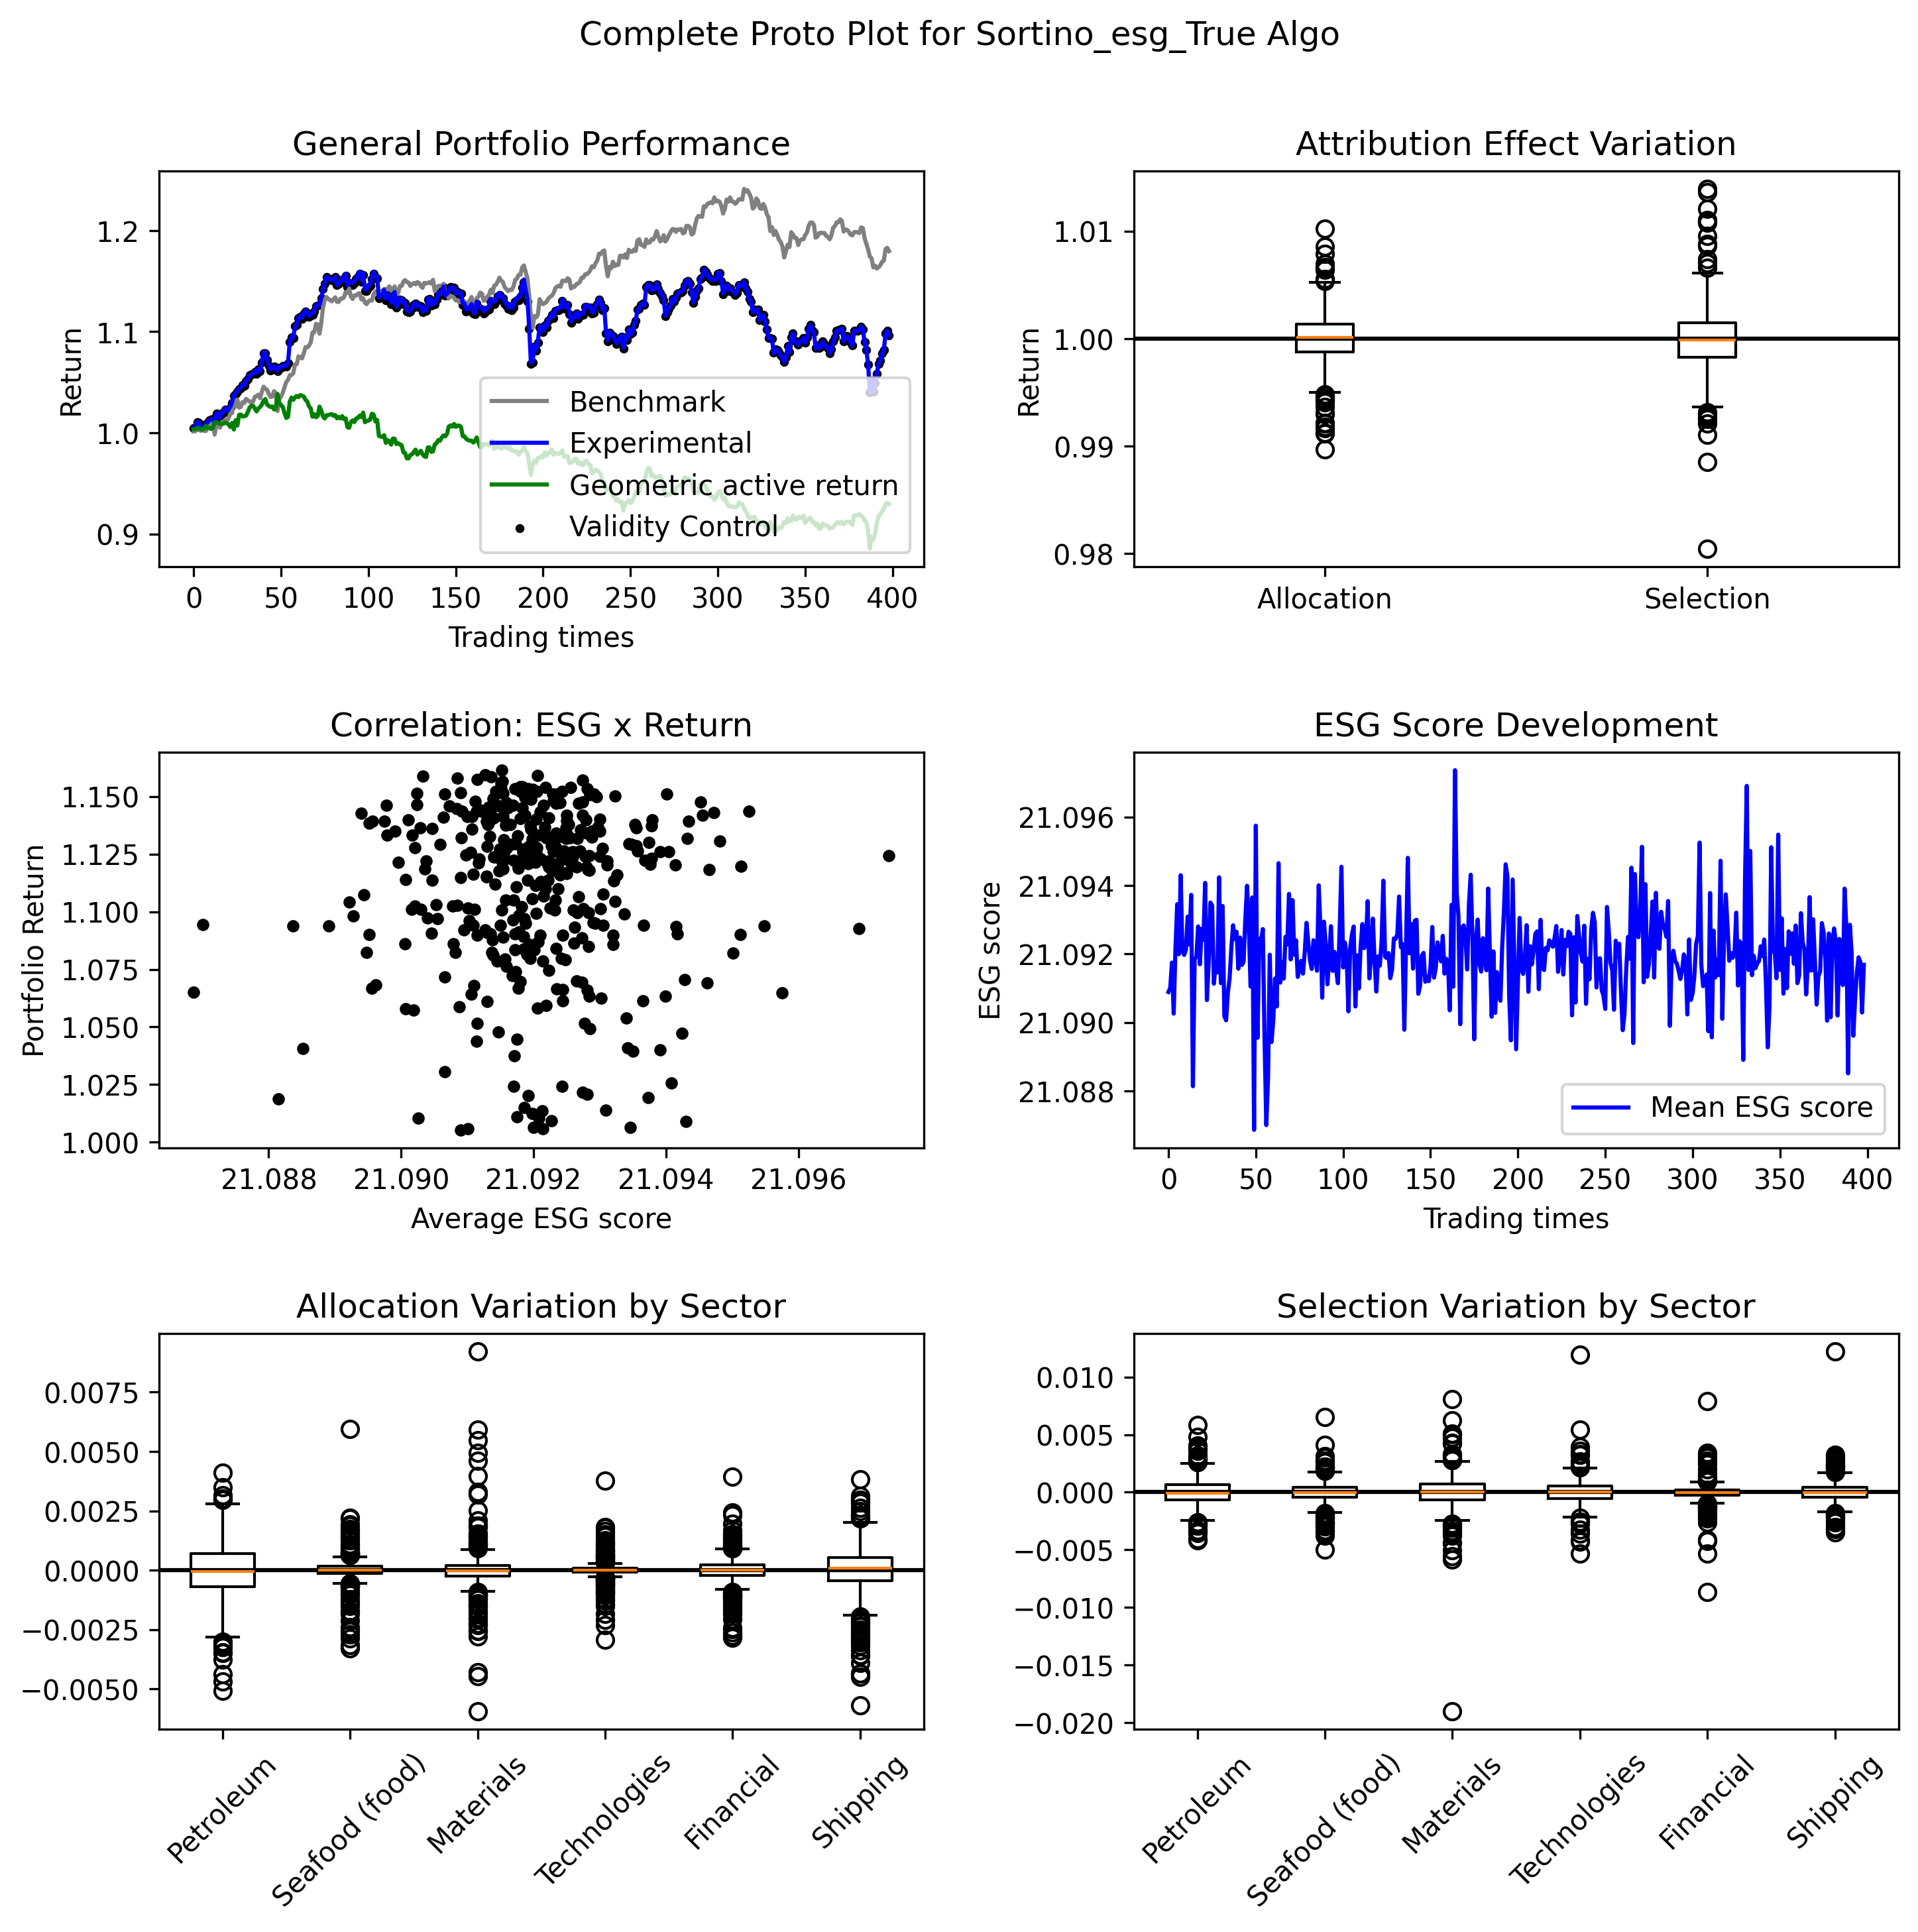 Complete Proto Plot for Sortino_esg_True Algo
General Portfolio Performance
Return
1.2
1.1
1.0
0.9
Benchmark
Experimental
Geometric active return
Validity Control
0 50 100 150 200 250 300 350 400
Trading times
Attribution Effect Variation
Return
1.01
1.00
0.99
0.98
Allocation Selection
Correlation: ESG x Return
Portfolio Return
1.150
1.125
1.100
1.075
1.050
1.025
1.000
21.088 21.090 21.092 21.094 21.096
Average ESG score
ESG Score Development
ESG score
21.096
21.094
21.092
21.090
21.088
Mean ESG score
0 50 100 150 200 250 300 350 400
Trading times
Allocation Variation by Sector
0.0075
0.0050
0.0025
0.0000
−0.0025
−0.0050
Petroleum
Seafood (food)
Materials
Technologies
Financial
Shipping
Selection Variation by Sector
0.010
0.005
0.000
−0.005
−0.010
−0.015
−0.020
Petroleum
Seafood (food)
Materials
Technologies
Financial
Shipping